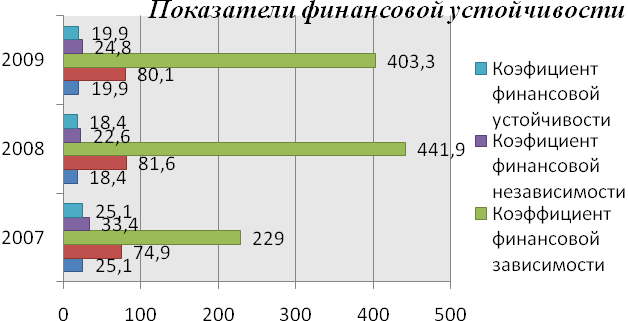 Показатели финансовой устойчивости
2009
19,9
24,8
403,3
80,1
19,9
2008
18,4
22,6
441,9
81,6
18,4
2007
25,1
33,4
229
74,9
25,1
0 100 200 300 400 500
Коэфициент
финансовой
устойчивости
Коэфициент
финансовой
независимости
Коэффициент
финансовой
зависимости